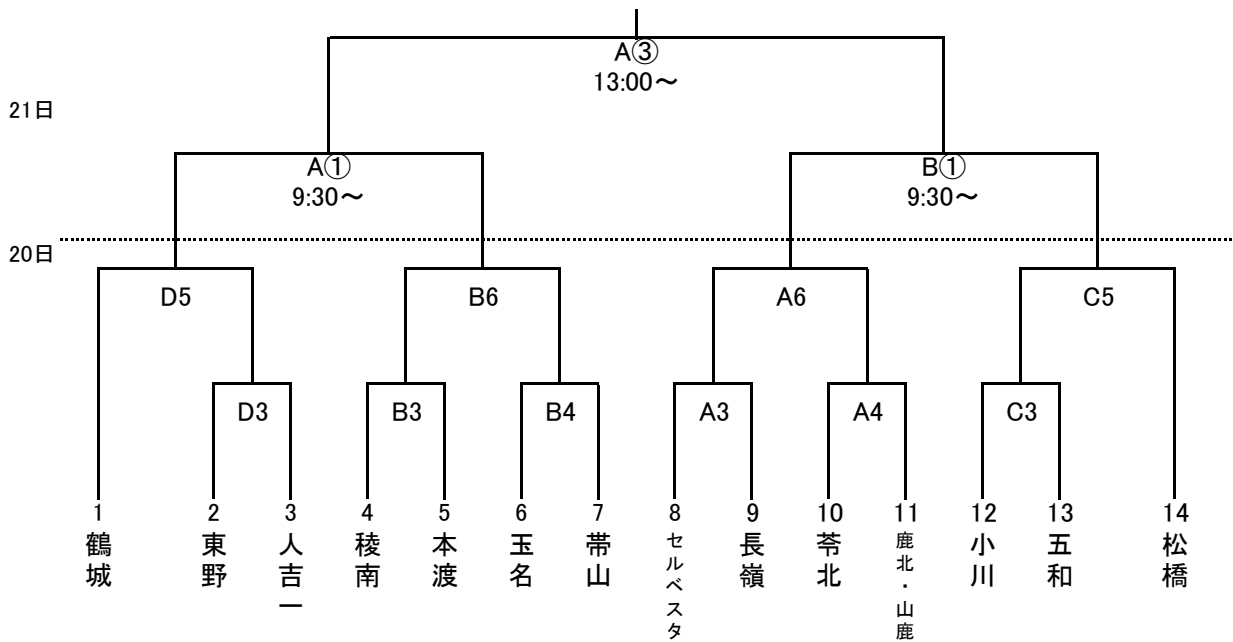 A③
13:00～
21日
A①
9:30～
B①
9:30～
20日
D5
B6
A6
C5
D3
B3
B4
A3
A4
C3
1
2
3
4
5
6
7
8
9
10
11
12
13
14
鶴城
東野
人吉一
稜南
本渡
玉名
帯山
セルベスタ
長嶺
苓北
鹿北・山鹿
小川
五和
松橋